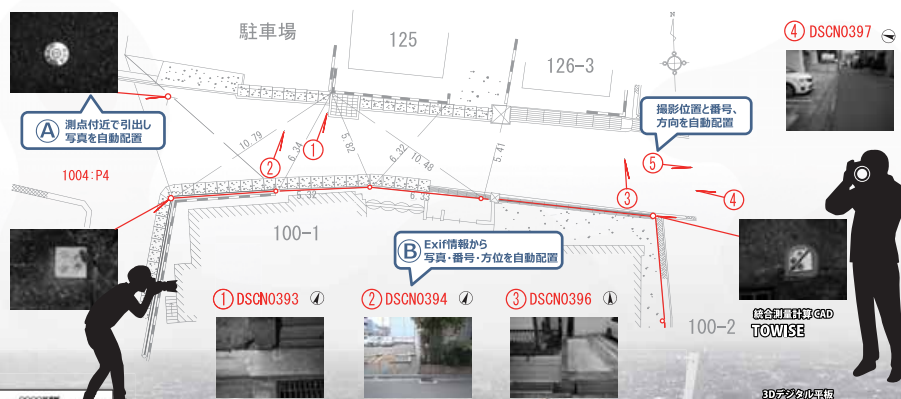 駐車場
125
126-3
N
④ DSCN0397
Ⓐ 測点付近で引出し
写真を自動配置
撮影位置と番号、
方向を自動配置
10.79
6.34
5.82
6.32
10.48
5.41
①
②
③
④
⑤
1004:P4
100-1
Ⓑ Exif情報から
写真・番号・方位を自動配置
① DSCN0393
② DSCN0394
③ DSCN0396
100-2
統合測量計算CAD
TOWISE
3Dデジタル平板